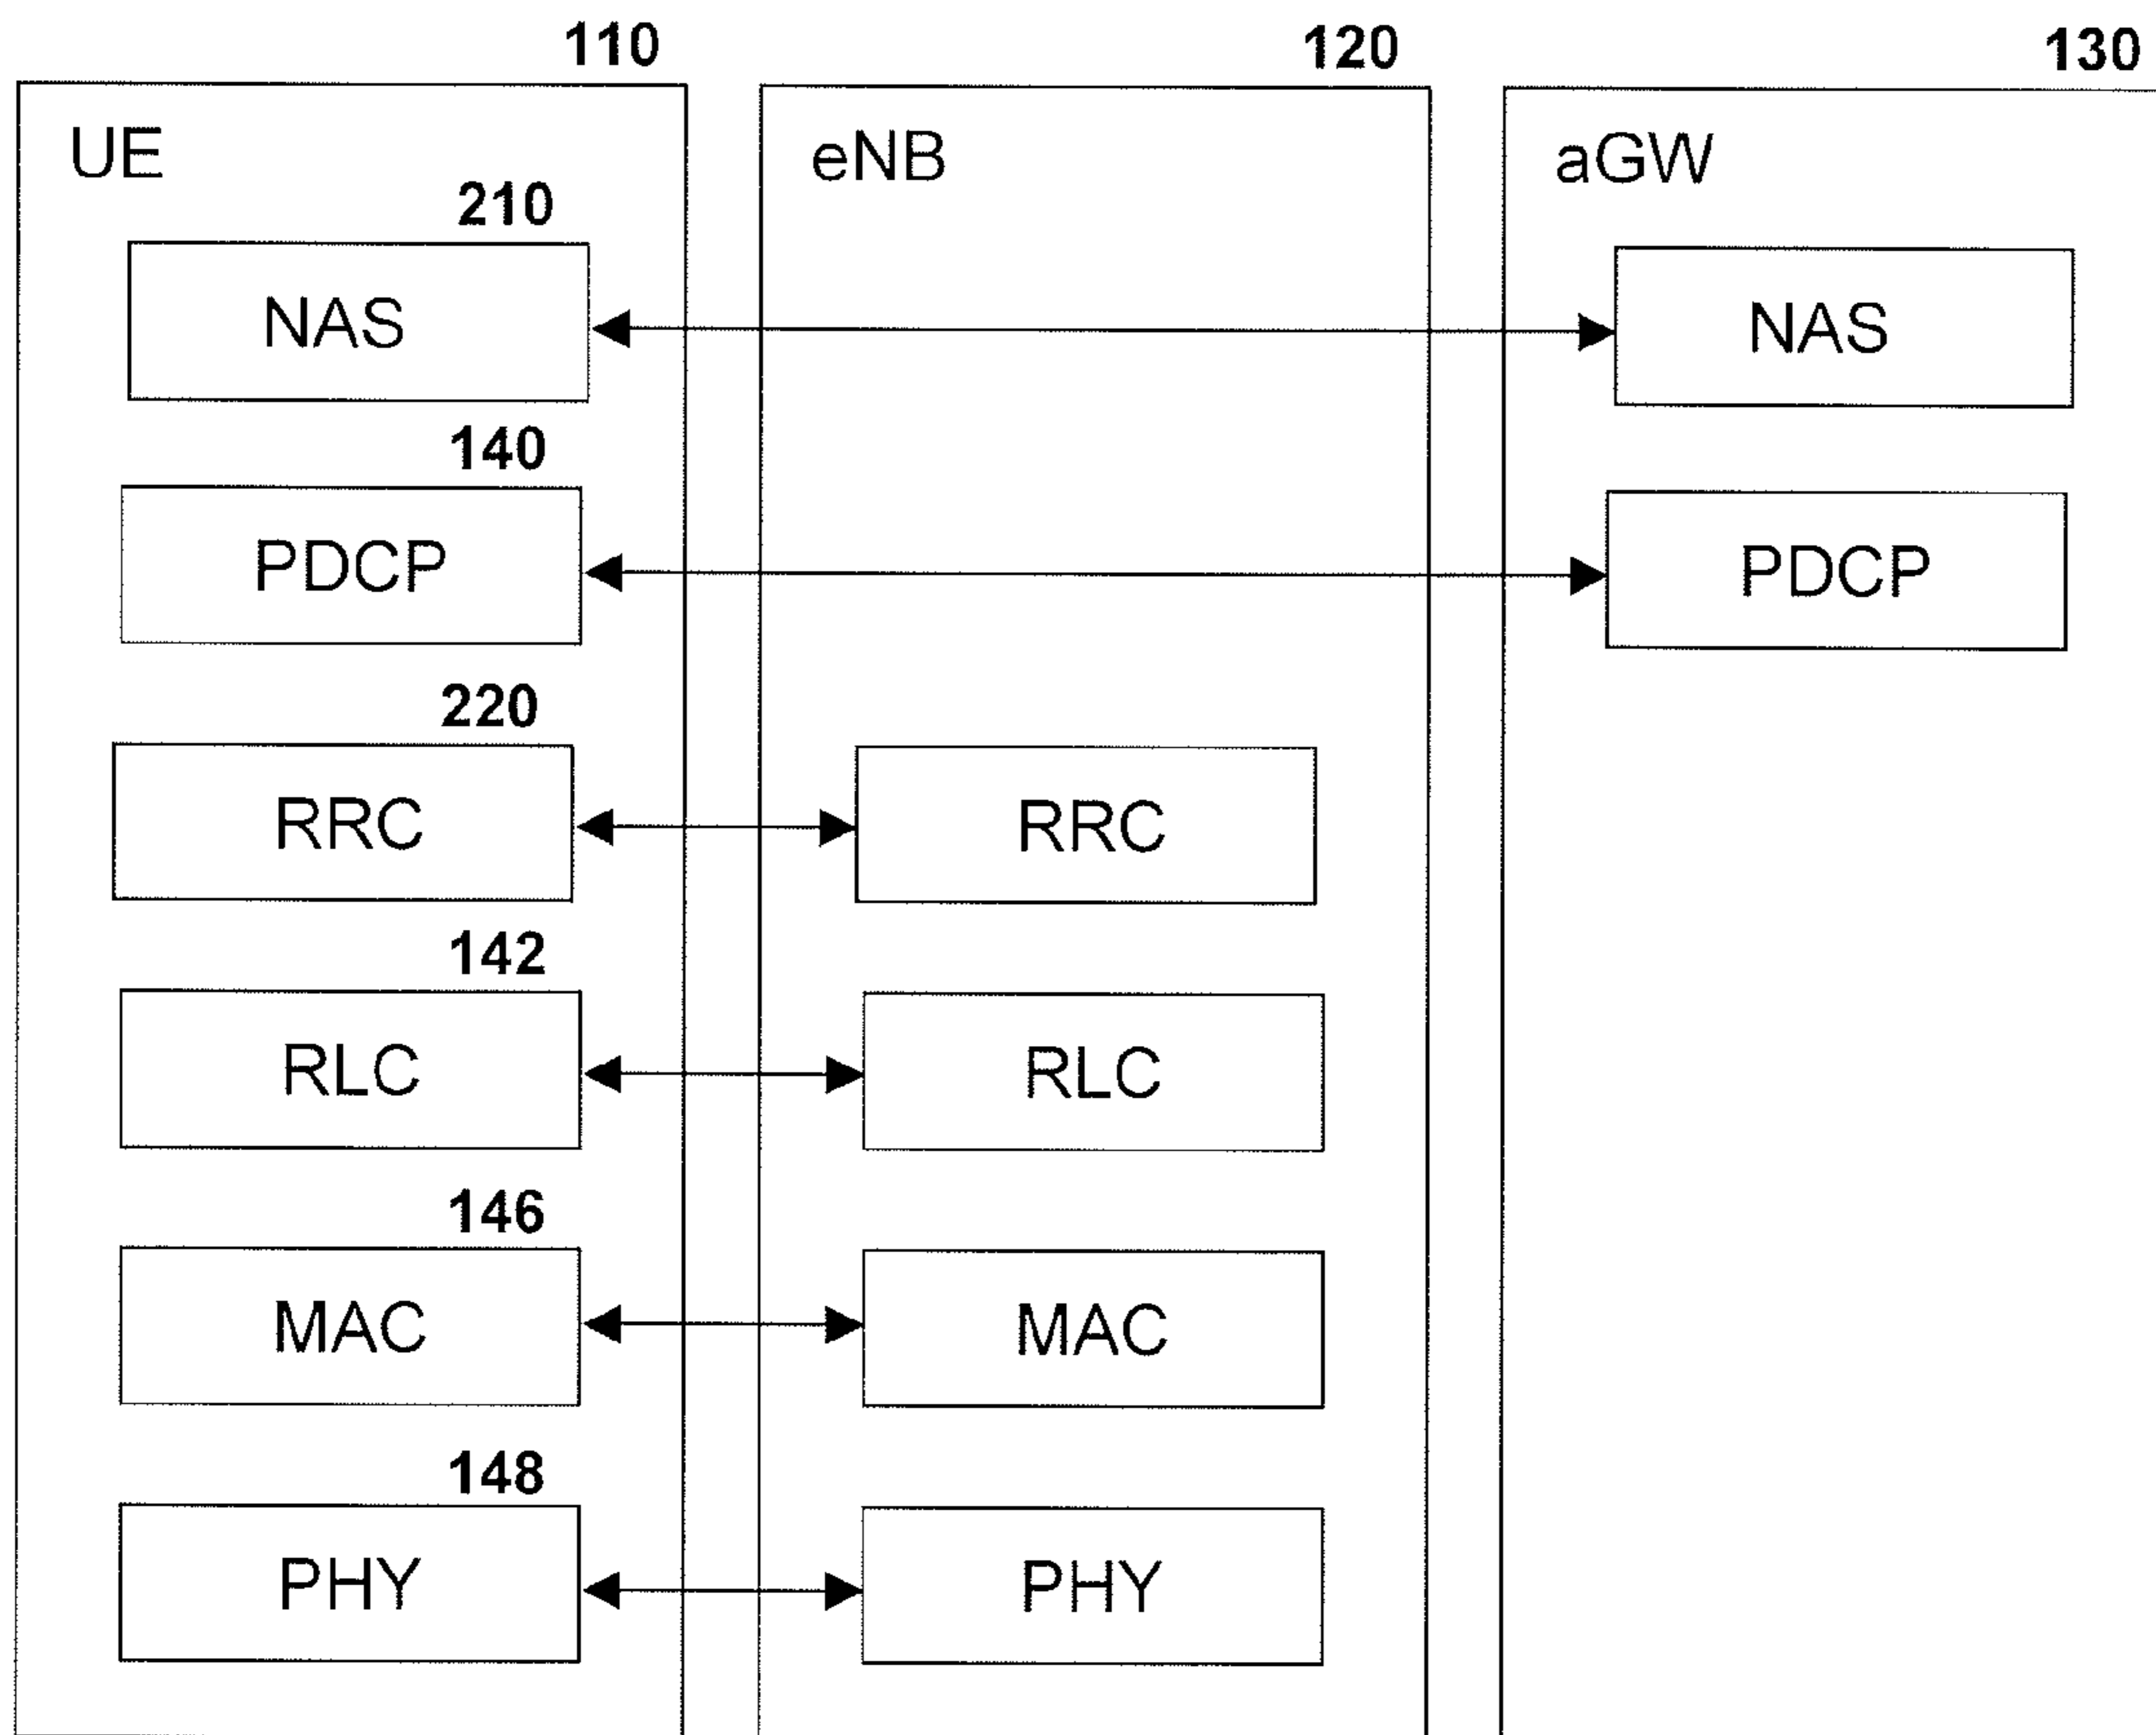 110 120 130
UE eNB aGW
210
NAS NAS
140
PDCP PDCP
220
RRC RRC
142
RLC RLC
146
MAC MAC
148
PHY PHY